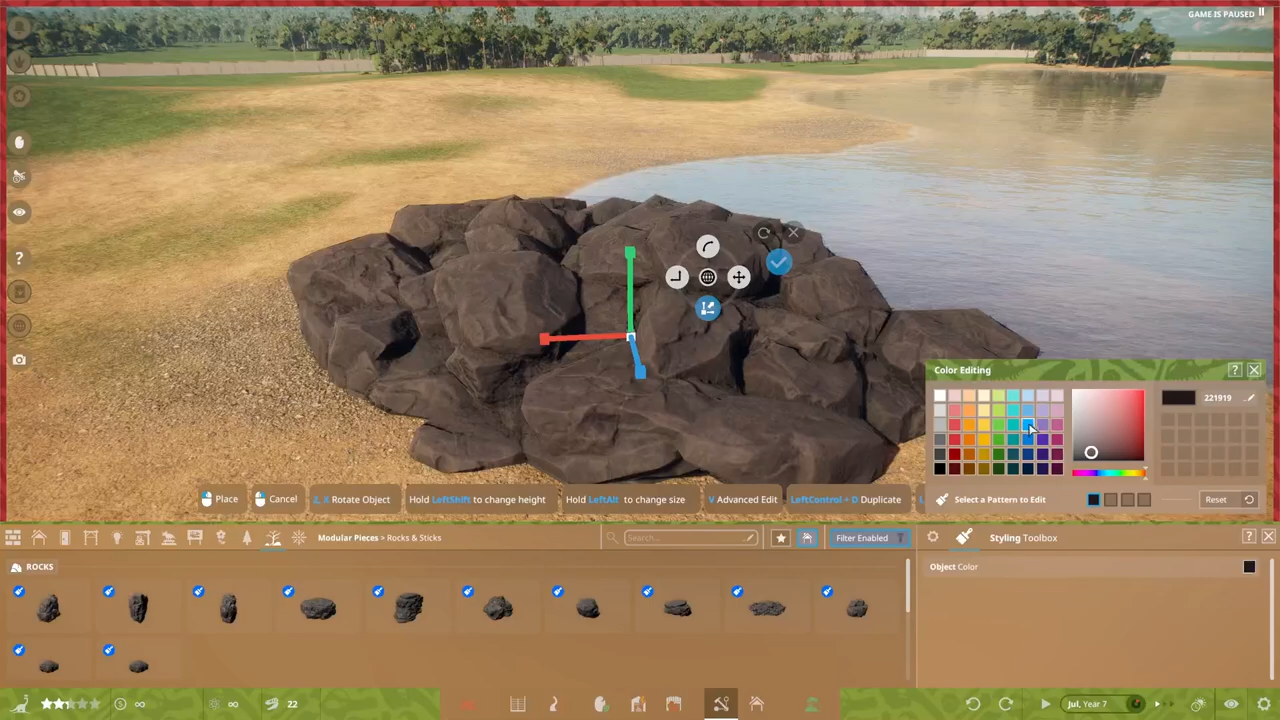 GAME IS PAUSED
Color Editing
?
221919
Select a Pattern to Edit
Reset
Place
Cancel
Z, X Rotate Object
Hold LeftShift to change height
Hold LeftAlt to change size
V Advanced Edit
LeftControl + D Duplicate
Modular Pieces > Rocks & Sticks
Search...
Filter Enabled
Styling Toolbox
?
ROCKS
Object Color
∞
∞
22
Jul, Year 7